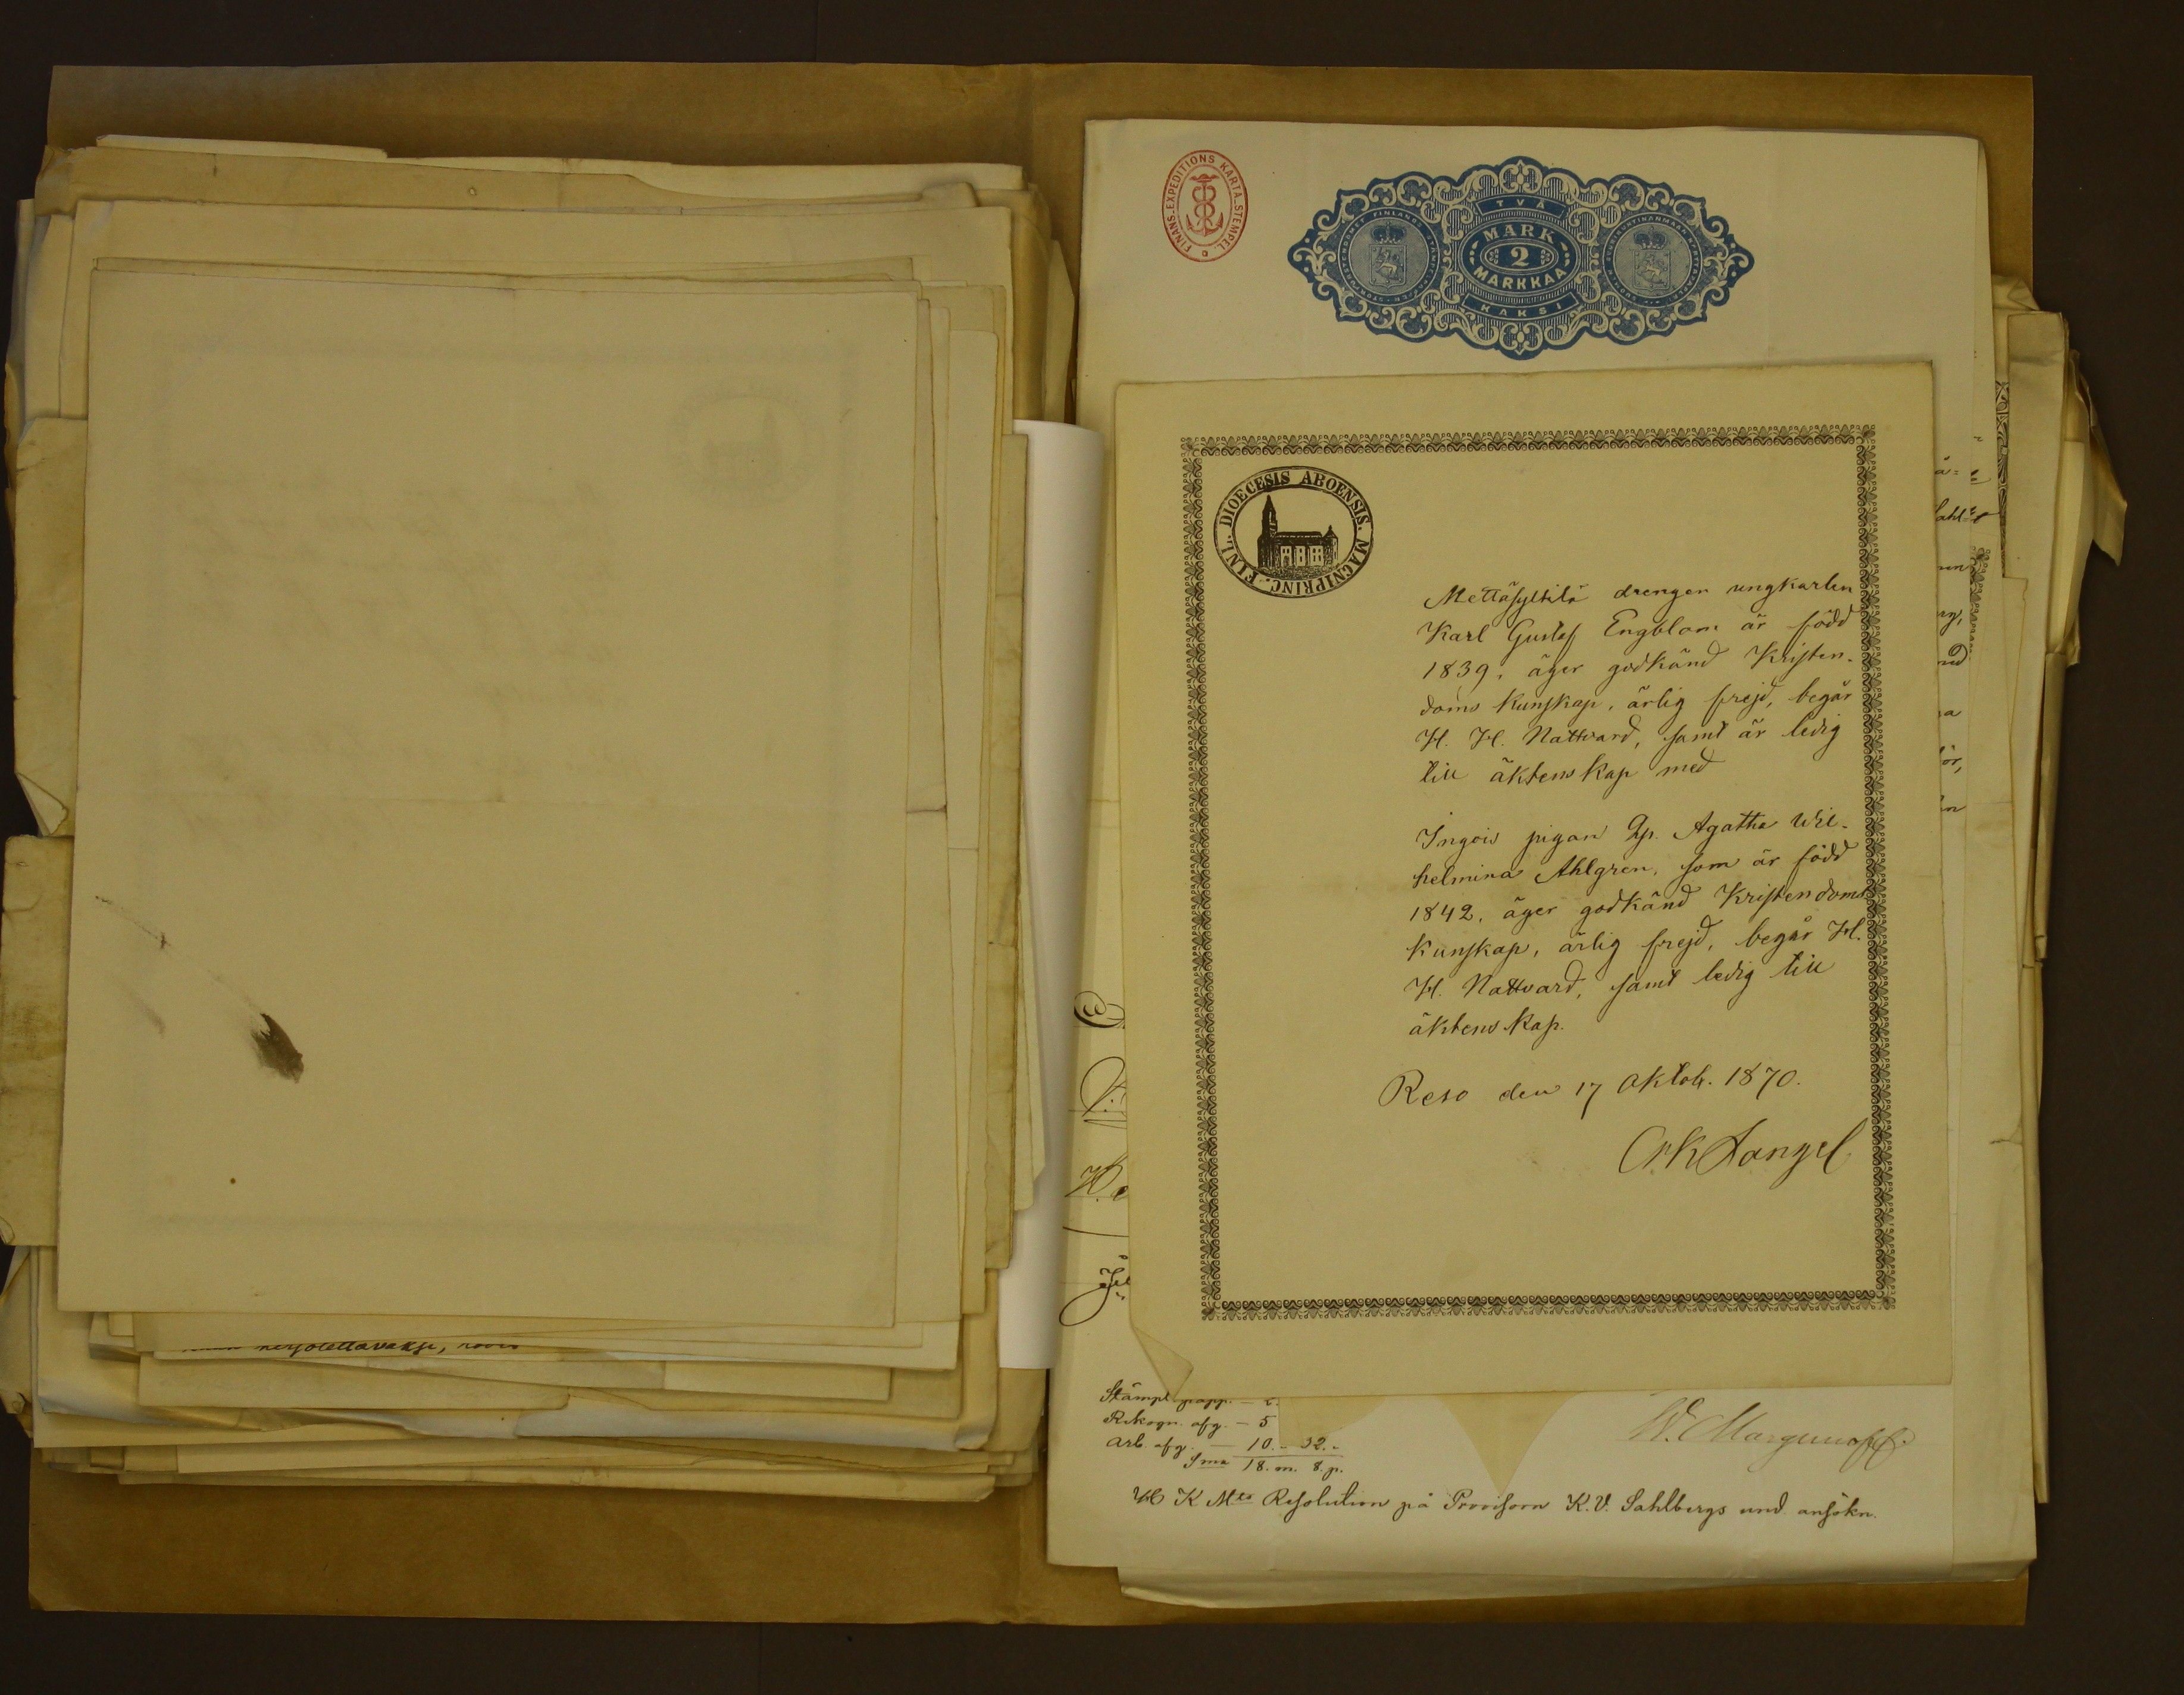 FINANS-EXPEDITIONS KARTA-STEMPEL
TVÅ
MARK
2
MARKKAA
KAKSI
DIOECESIS ABOENSIS. MAGNIPRINC. FINL.
drengen ungkarlen
Karl Gustaf Engblom är född
1839, äger godkänd Kristen-
doms kunskap, ärlig frejd, begår
H. H. Nattvard, samt är ledig
till äktenskap med
Ingois pigan Qp. Agatha Wil-
helmina Ahlgren, som är född
1842, äger godkänd Kristendoms
kunskap, ärlig frejd, begår H.
H. Nattvard, samt ledig till
äktenskap.
Reso den 17 Oktob. 1870.
Rekogn. afg. — 5
Arb. afg. — 10. - 32. -
Sma 18. m. 8. p.
K Mts Resolution på Provisorn K. V. Sahlbergs und. ansökn.